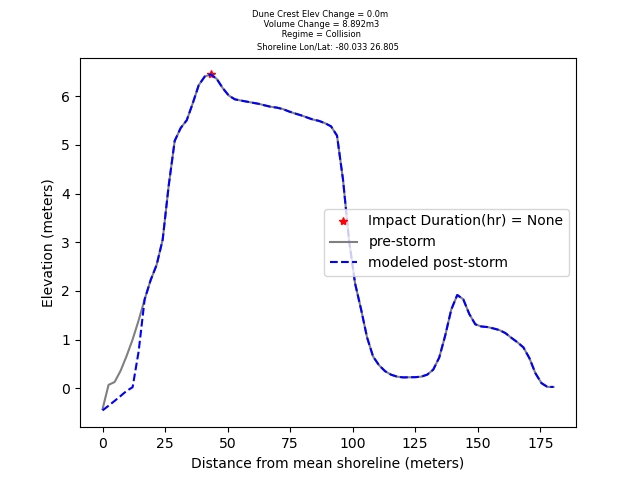 Dune Crest Elev Change = 0.0m
Volume Change = 8.892m3
Regime = Collision
Shoreline Lon/Lat: -80.033 26.805
6
5
4
3
2
1
0
Elevation (meters)
Impact Duration(hr) = None
pre-storm
modeled post-storm
0 25 50 75 100 125 150 175
Distance from mean shoreline (meters)